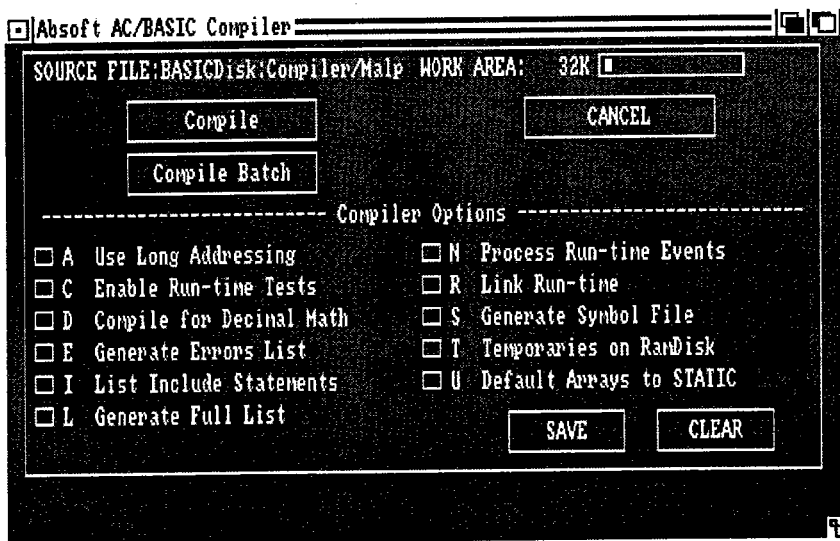 Absoft AC/BASIC Compiler
SOURCE FILE:BASICDisk:Compiler/Malp WORK AREA: 32K
Compile CANCEL
Compile Batch
Compiler Options
A Use Long Addressing N Process Run-time Events
C Enable Run-time Tests R Link Run-time
D Compile for Decimal Math S Generate Symbol File
E Generate Errors List T Temporaries on RamDisk
I List Include Statements U Default Arrays to STATIC
L Generate Full List
SAVE CLEAR